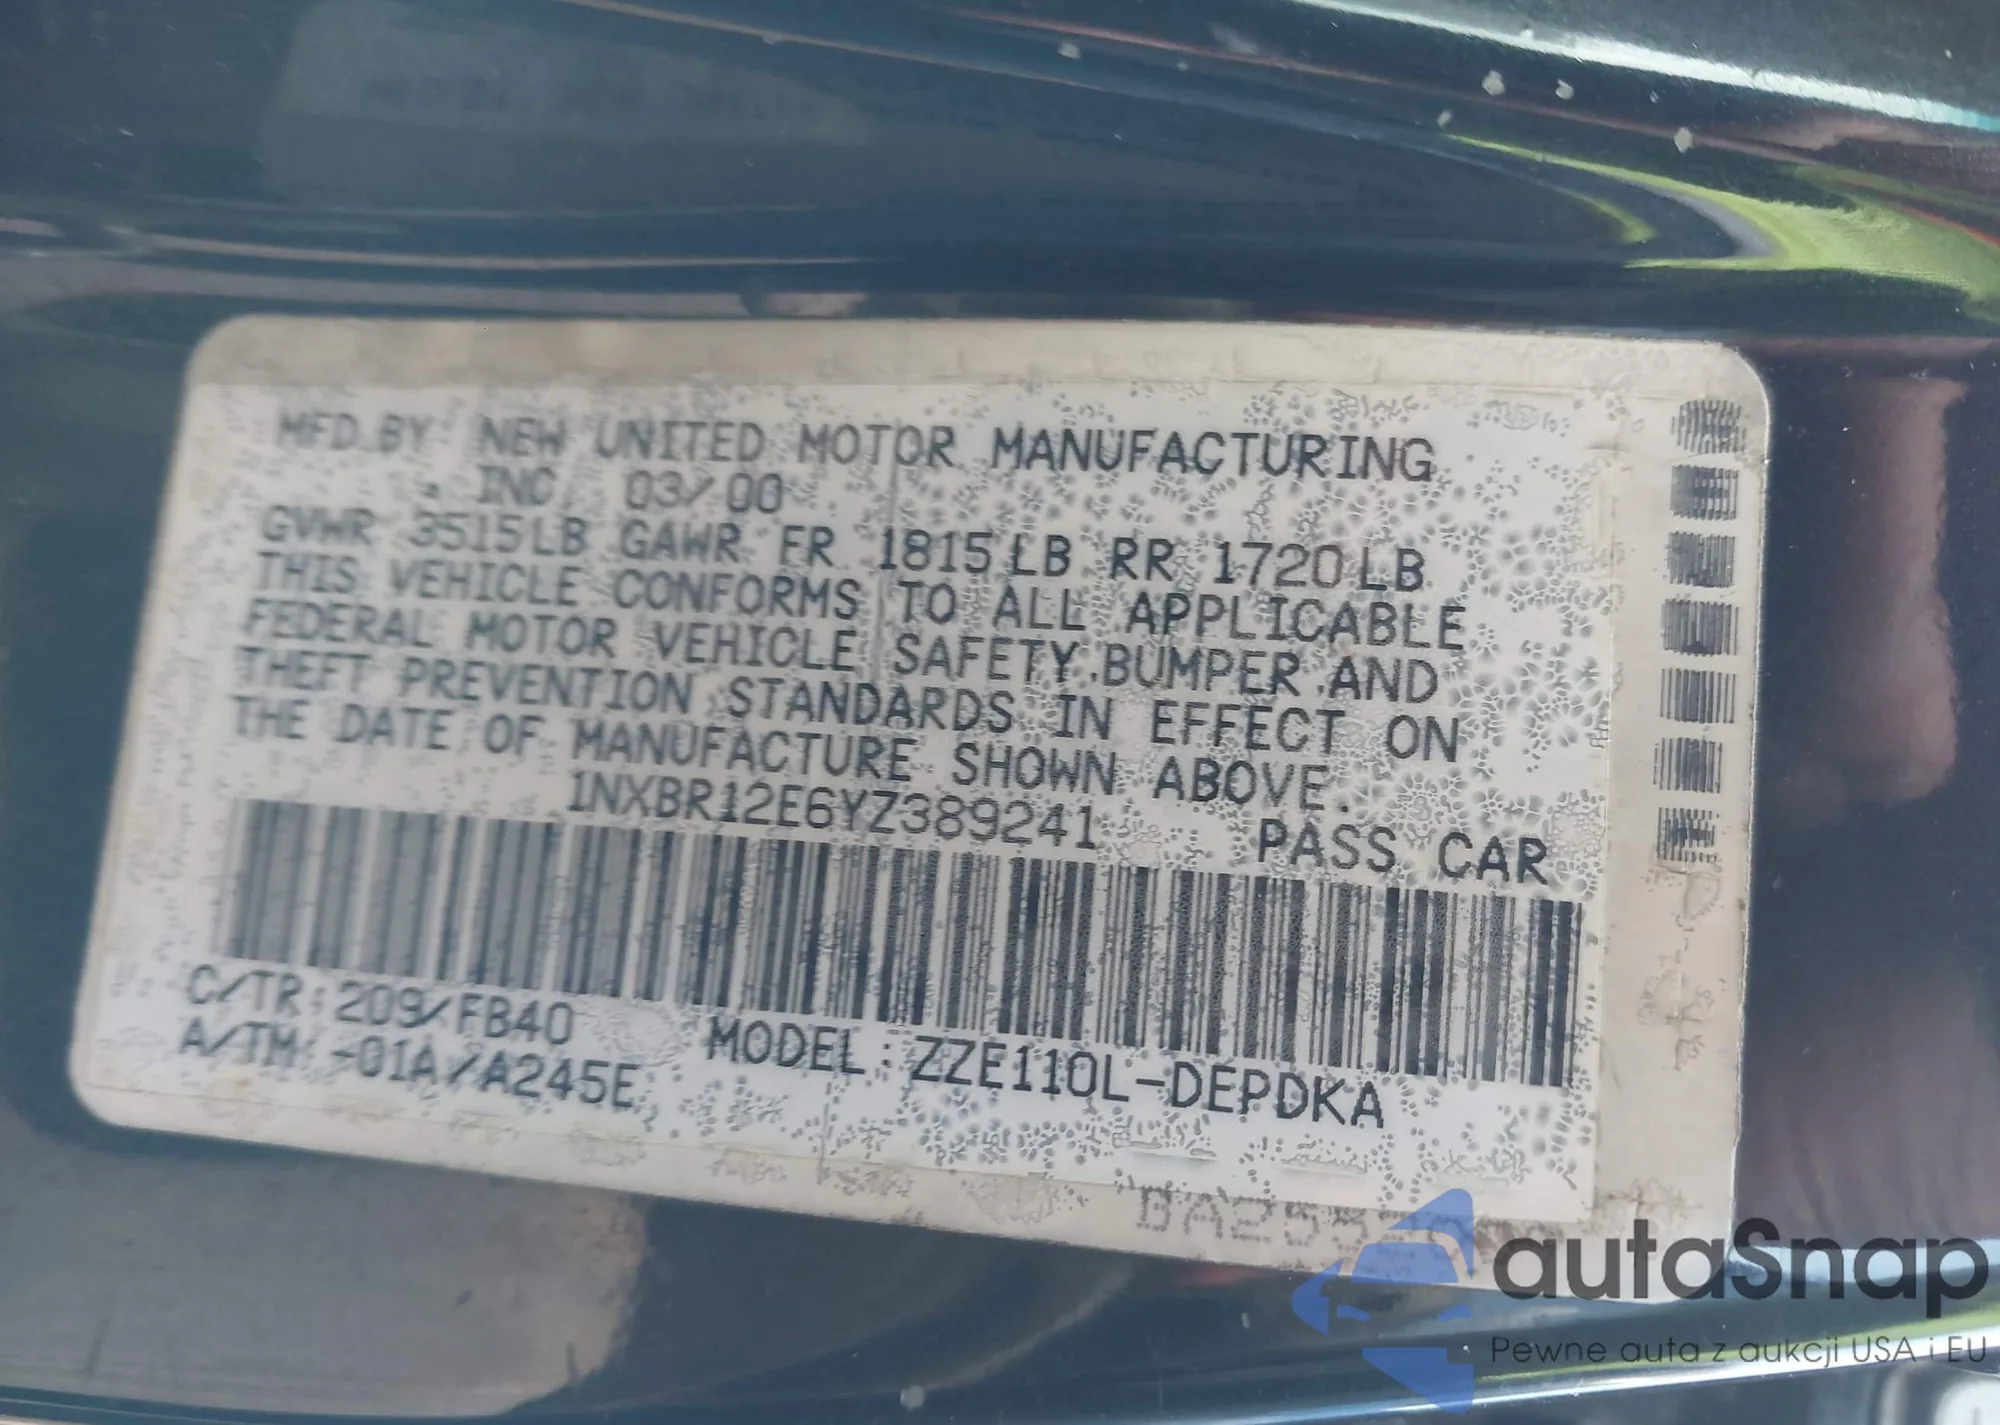 MFD.BY NEW UNITED MOTOR MANUFACTURING
INC 03/00
GVWR 3515LB GAWR FR 1815LB RR 1720LB
THIS VEHICLE CONFORMS TO ALL APPLICABLE
FEDERAL MOTOR VEHICLE SAFETY,BUMPER,AND
THEFT PREVENTION STANDARDS IN EFFECT ON
THE DATE OF MANUFACTURE SHOWN ABOVE.
1NXBR12E6YZ389241
PASS CAR
C/TR:209/FB40
A/TM:-01A/A245E
MODEL:ZZE110L-DEPDKA
autaSnap
Pewne auta z aukcji USA i EU